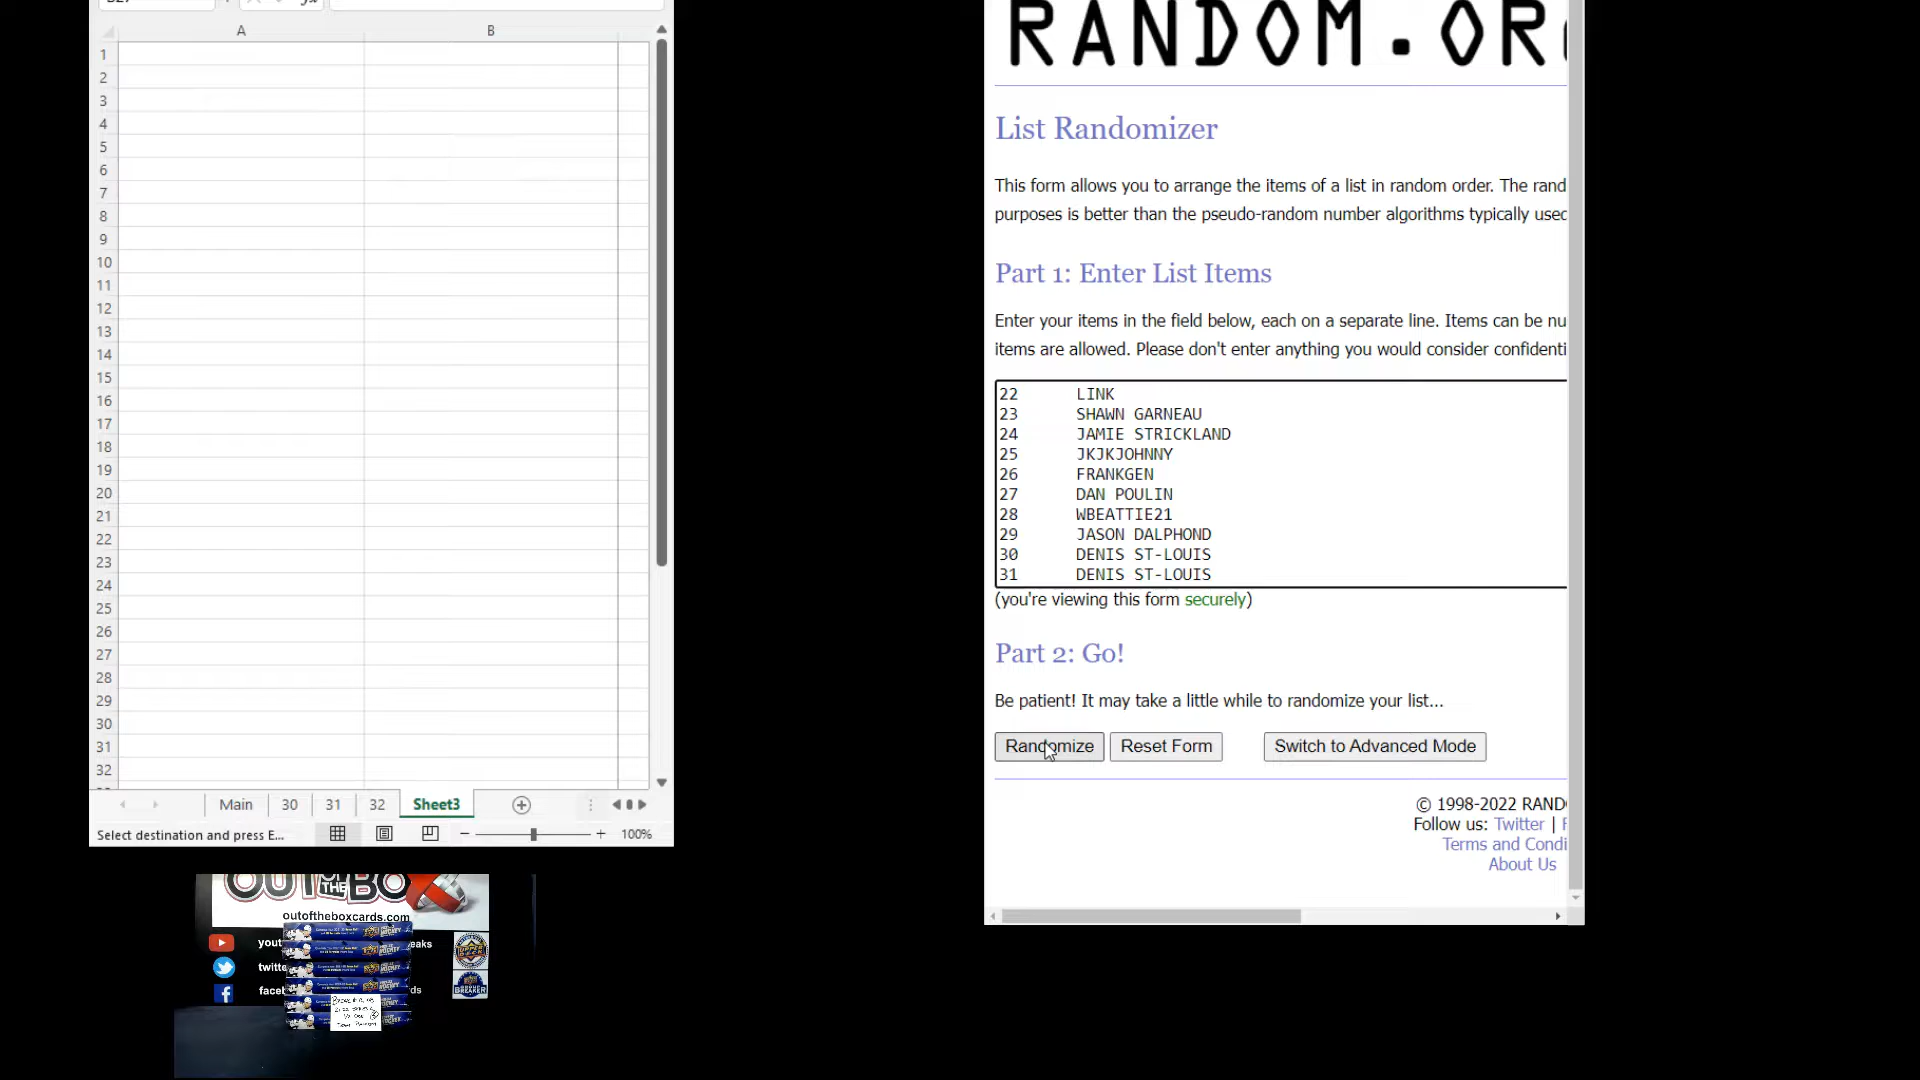 A B
1
2
3
4
5
6
7
8
9
10
11
12
13
14
15
16
17
18
19
20
21
22
23
24
25
26
27
28
29
30
31
32
Main 30 31 32 Sheet3
Select destination and press E... 100%
OUT OF THE BOX
outoftheboxcards.com
RANDOM.ORG
List Randomizer
This form allows you to arrange the items of a list in random order. The rand
purposes is better than the pseudo-random number algorithms typically used
Part 1: Enter List Items
Enter your items in the field below, each on a separate line. Items can be nu
items are allowed. Please don't enter anything you would consider confidenti
22 LINK
23 SHAWN GARNEAU
24 JAMIE STRICKLAND
25 JKJKJOHNNY
26 FRANKGEN
27 DAN POULIN
28 WBEATTIE21
29 JASON DALPHOND
30 DENIS ST-LOUIS
31 DENIS ST-LOUIS
(you're viewing this form securely)
Part 2: Go!
Be patient! It may take a little while to randomize your list...
Randomize Reset Form Switch to Advanced Mode
© 1998-2022 RAND
Follow us: Twitter | F
Terms and Condi
About Us